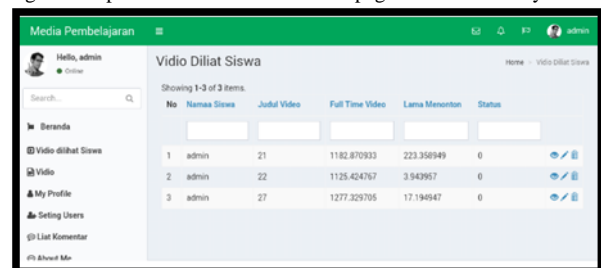 Media Pembelajaran
admin
Hello, admin
Online
Vidio Diliat Siswa
Home
Vidio Diliat Siswa
Search...
Showing 1-3 of 3 items.
No Namaa Siswa Judul Video Full Time Video Lama Menonton Status
1 admin 21 1182.870933 223.358949 0
2 admin 22 1125.424767 3.943957 0
3 admin 27 1277.329705 17.194947 0
Beranda
Vidio dilihat Siswa
Vidio
My Profile
Seting Users
Liat Komentar
About Me